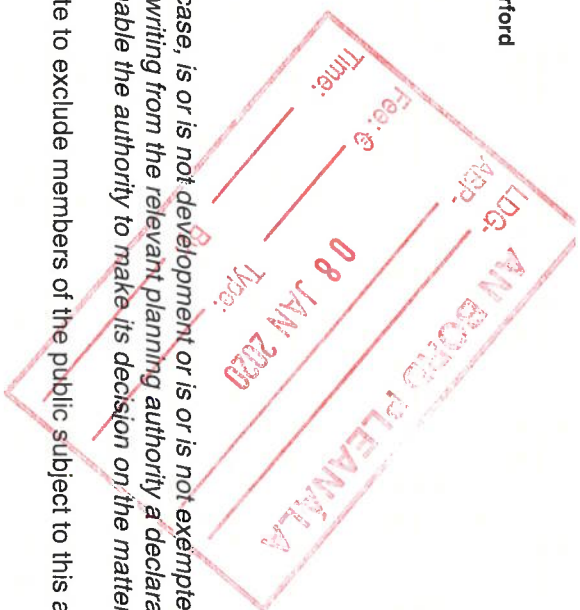 rford
AN BORD PLEANÁLA
LDG-
ABP-
08 JAN 2020
Fee: € Type:
Time:
case, is or is not development or is or is not exempte
writing from the relevant planning authority a declara
able the authority to make its decision on the matter
te to exclude members of the public subject to this a